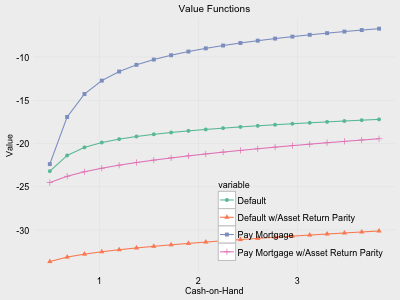 Value Functions
-10
-15
-20
-25
-30
Value
variable
Default
Default w/Asset Return Parity
Pay Mortgage
Pay Mortgage w/Asset Return Parity
1
2
3
Cash-on-Hand